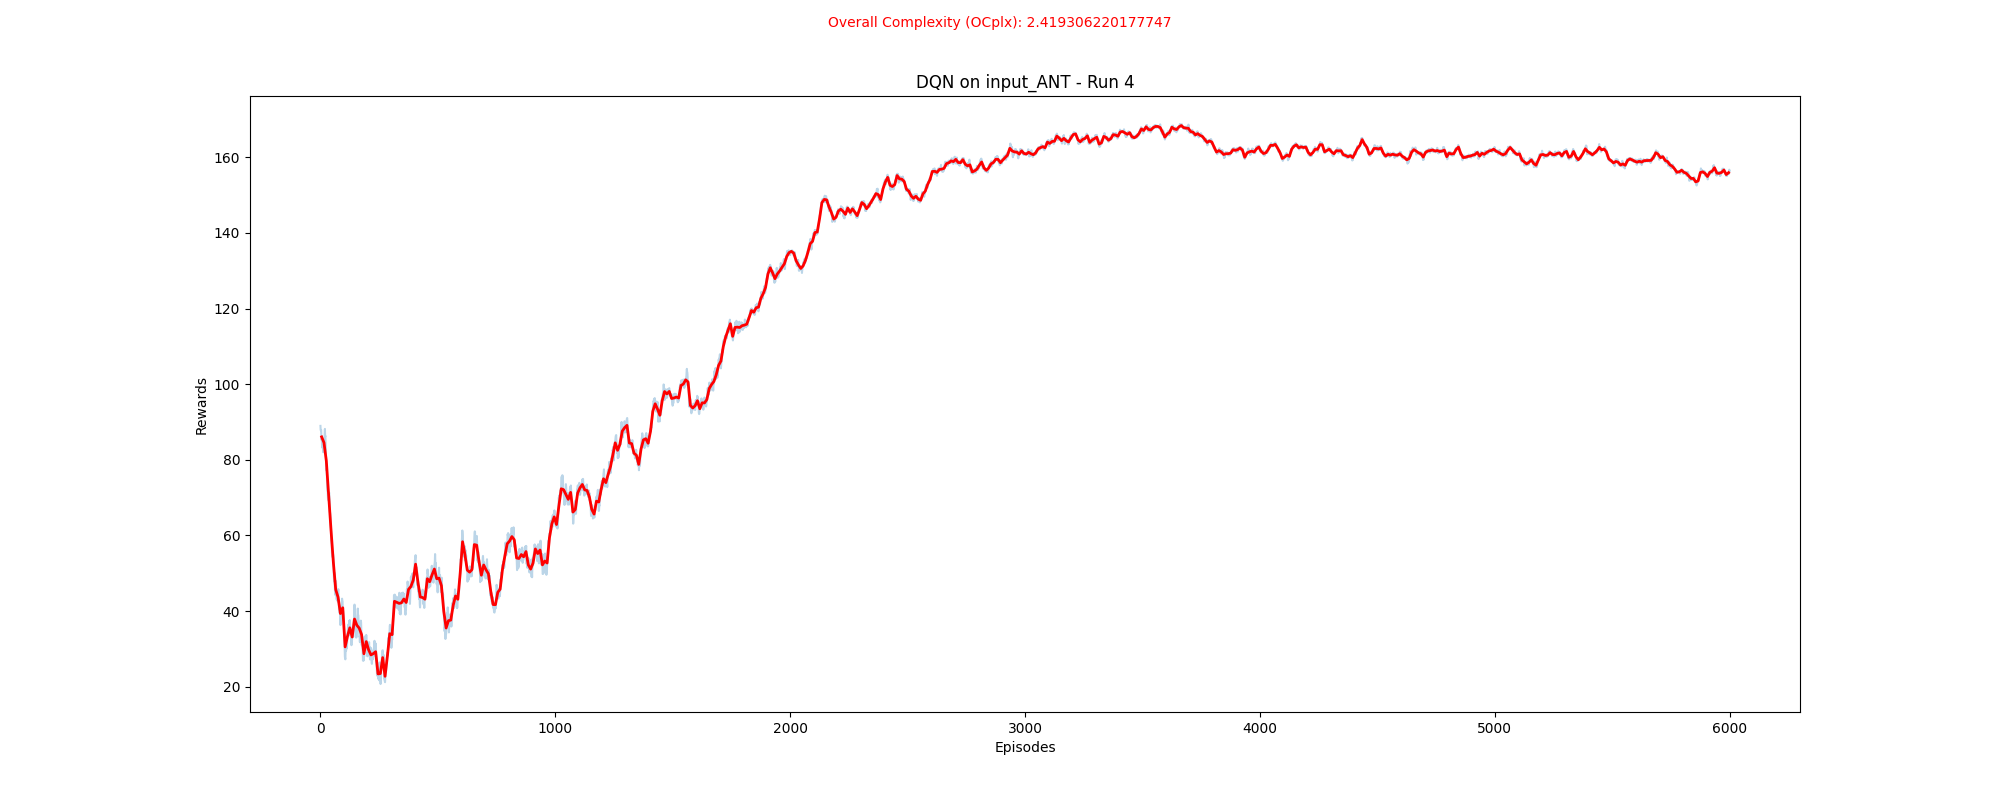 Overall Complexity (OCplx): 2.419306220177747
DQN on input_ANT - Run 4
160
140
120
100
80
60
40
20
Rewards
0 1000 2000 3000 4000 5000 6000
Episodes